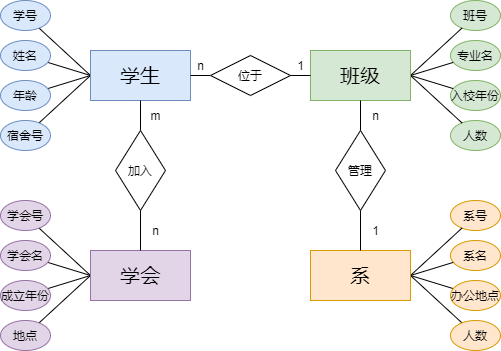 学号
班号
姓名
学生
n
位于
1
班级
专业名
年龄
入校年份
宿舍号
人数
m
n
加入
管理
学会号
n
1
系号
学会名
学会
系
系名
成立年份
办公地点
地点
人数